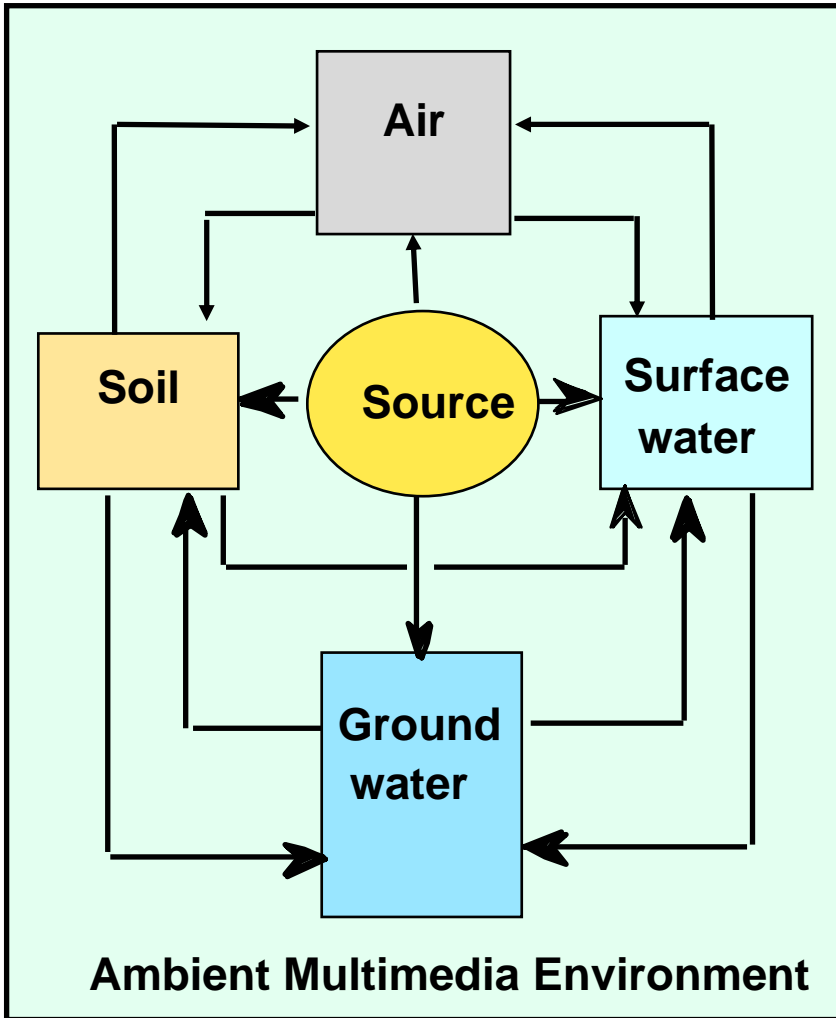 Air
Soil
Source
Surface
water
Ground
water
Ambient Multimedia Environment